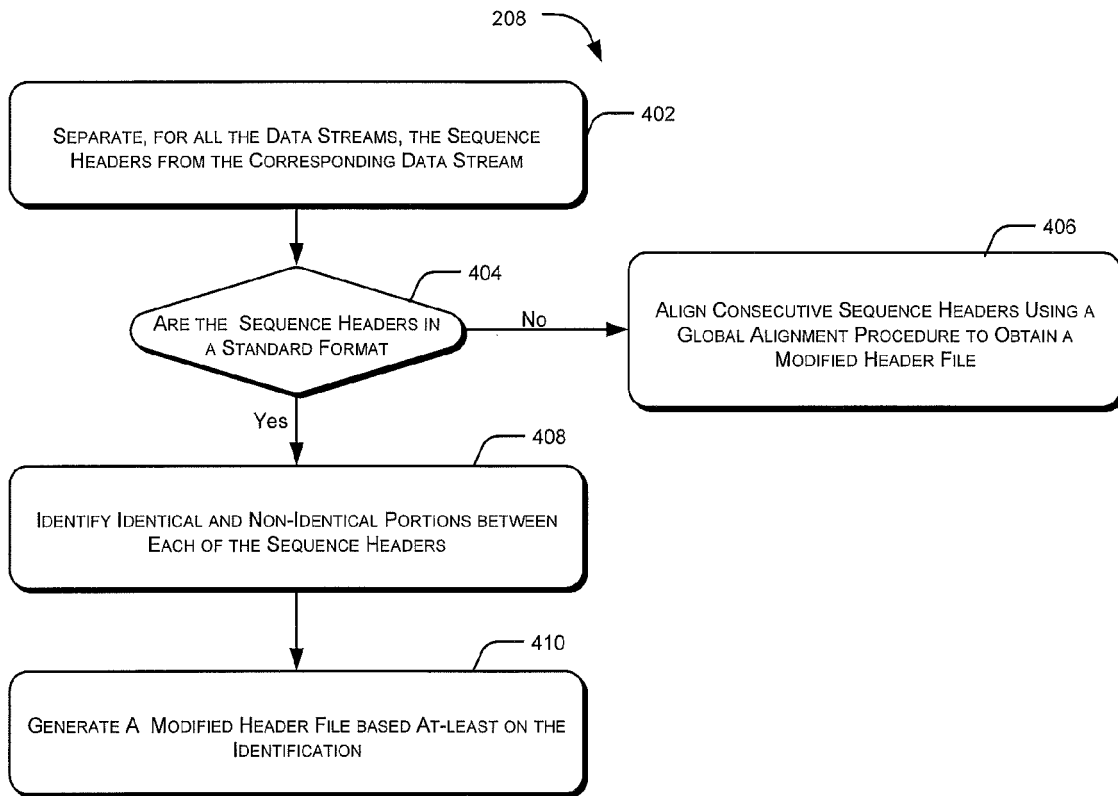 208
SEPARATE, FOR ALL THE DATA STREAMS, THE SEQUENCE
HEADERS FROM THE CORRESPONDING DATA STREAM
402
404
ARE THE SEQUENCE HEADERS IN
A STANDARD FORMAT
No
406
ALIGN CONSECUTIVE SEQUENCE HEADERS USING A
GLOBAL ALIGNMENT PROCEDURE TO OBTAIN A
MODIFIED HEADER FILE
Yes
408
IDENTIFY IDENTICAL AND NON-IDENTICAL PORTIONS BETWEEN
EACH OF THE SEQUENCE HEADERS
410
GENERATE A MODIFIED HEADER FILE BASED AT-LEAST ON THE
IDENTIFICATION